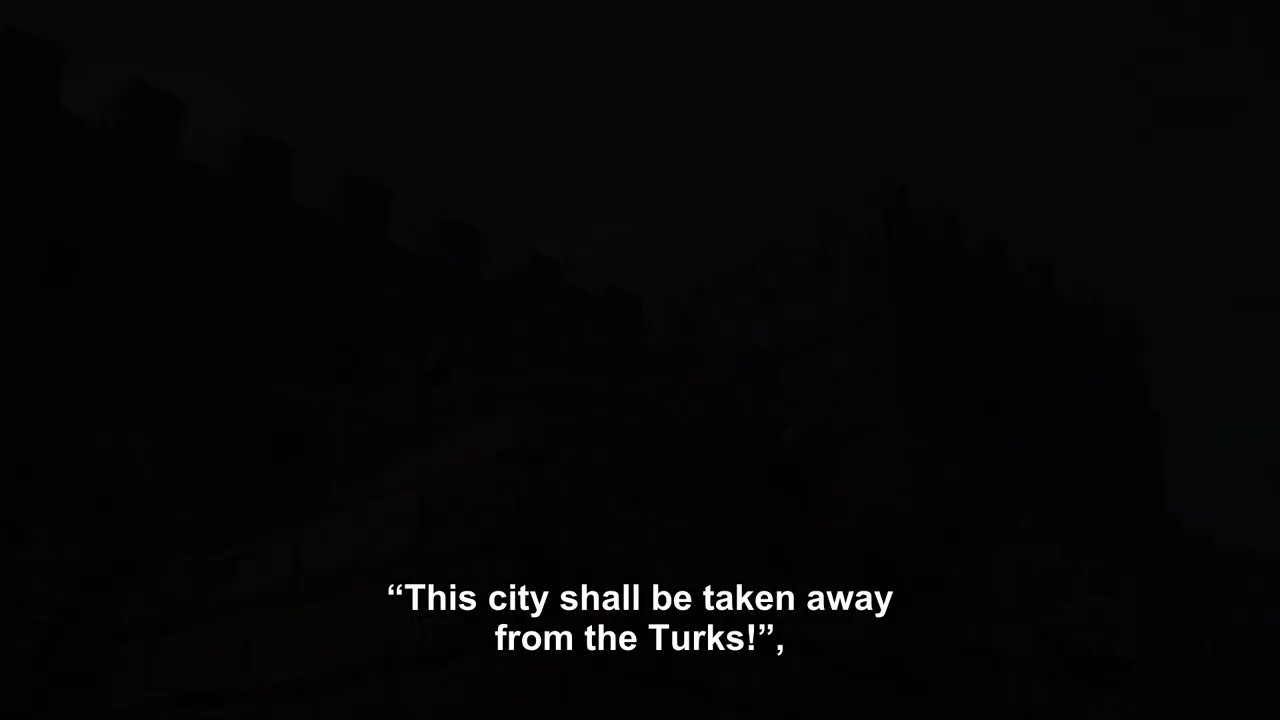 “This city shall be taken away
from the Turks!”,